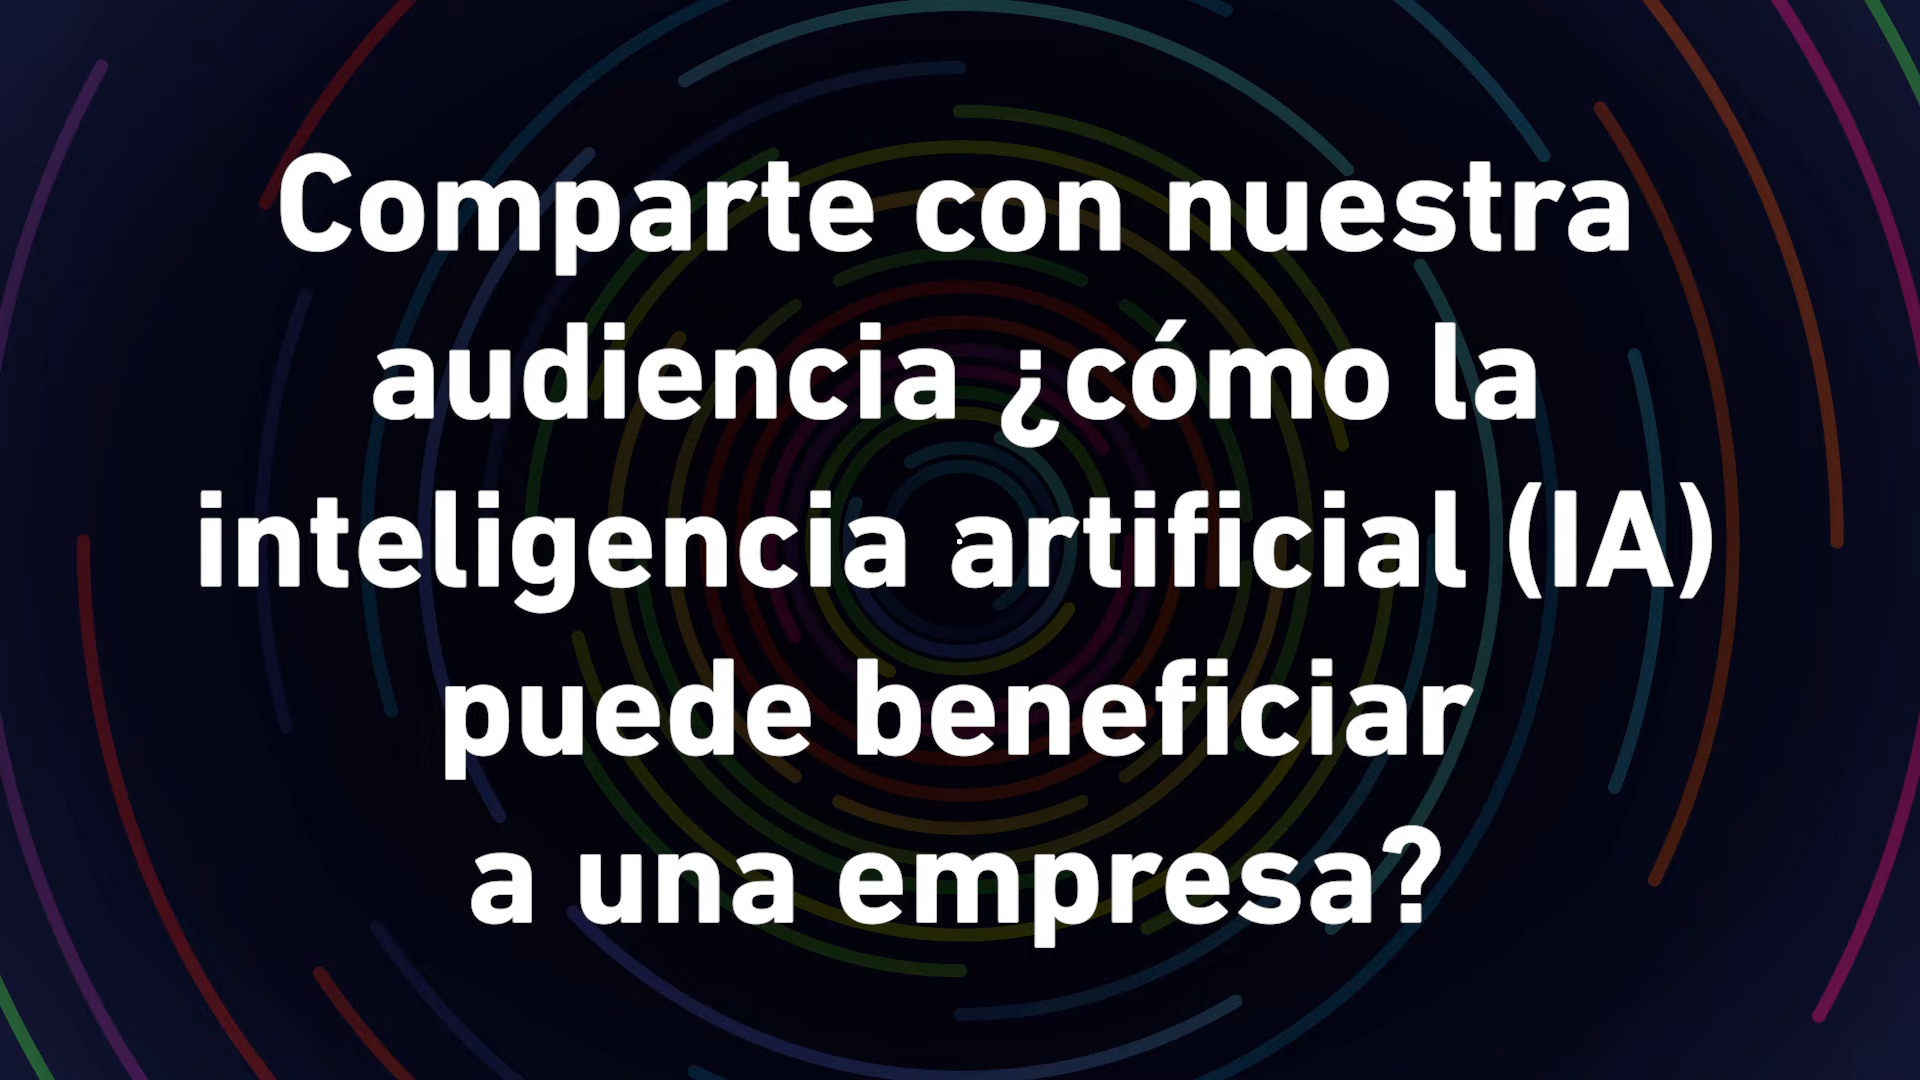 Comparte con nuestra
audiencia ¿cómo la
inteligencia artificial (IA)
puede beneficiar
a una empresa?